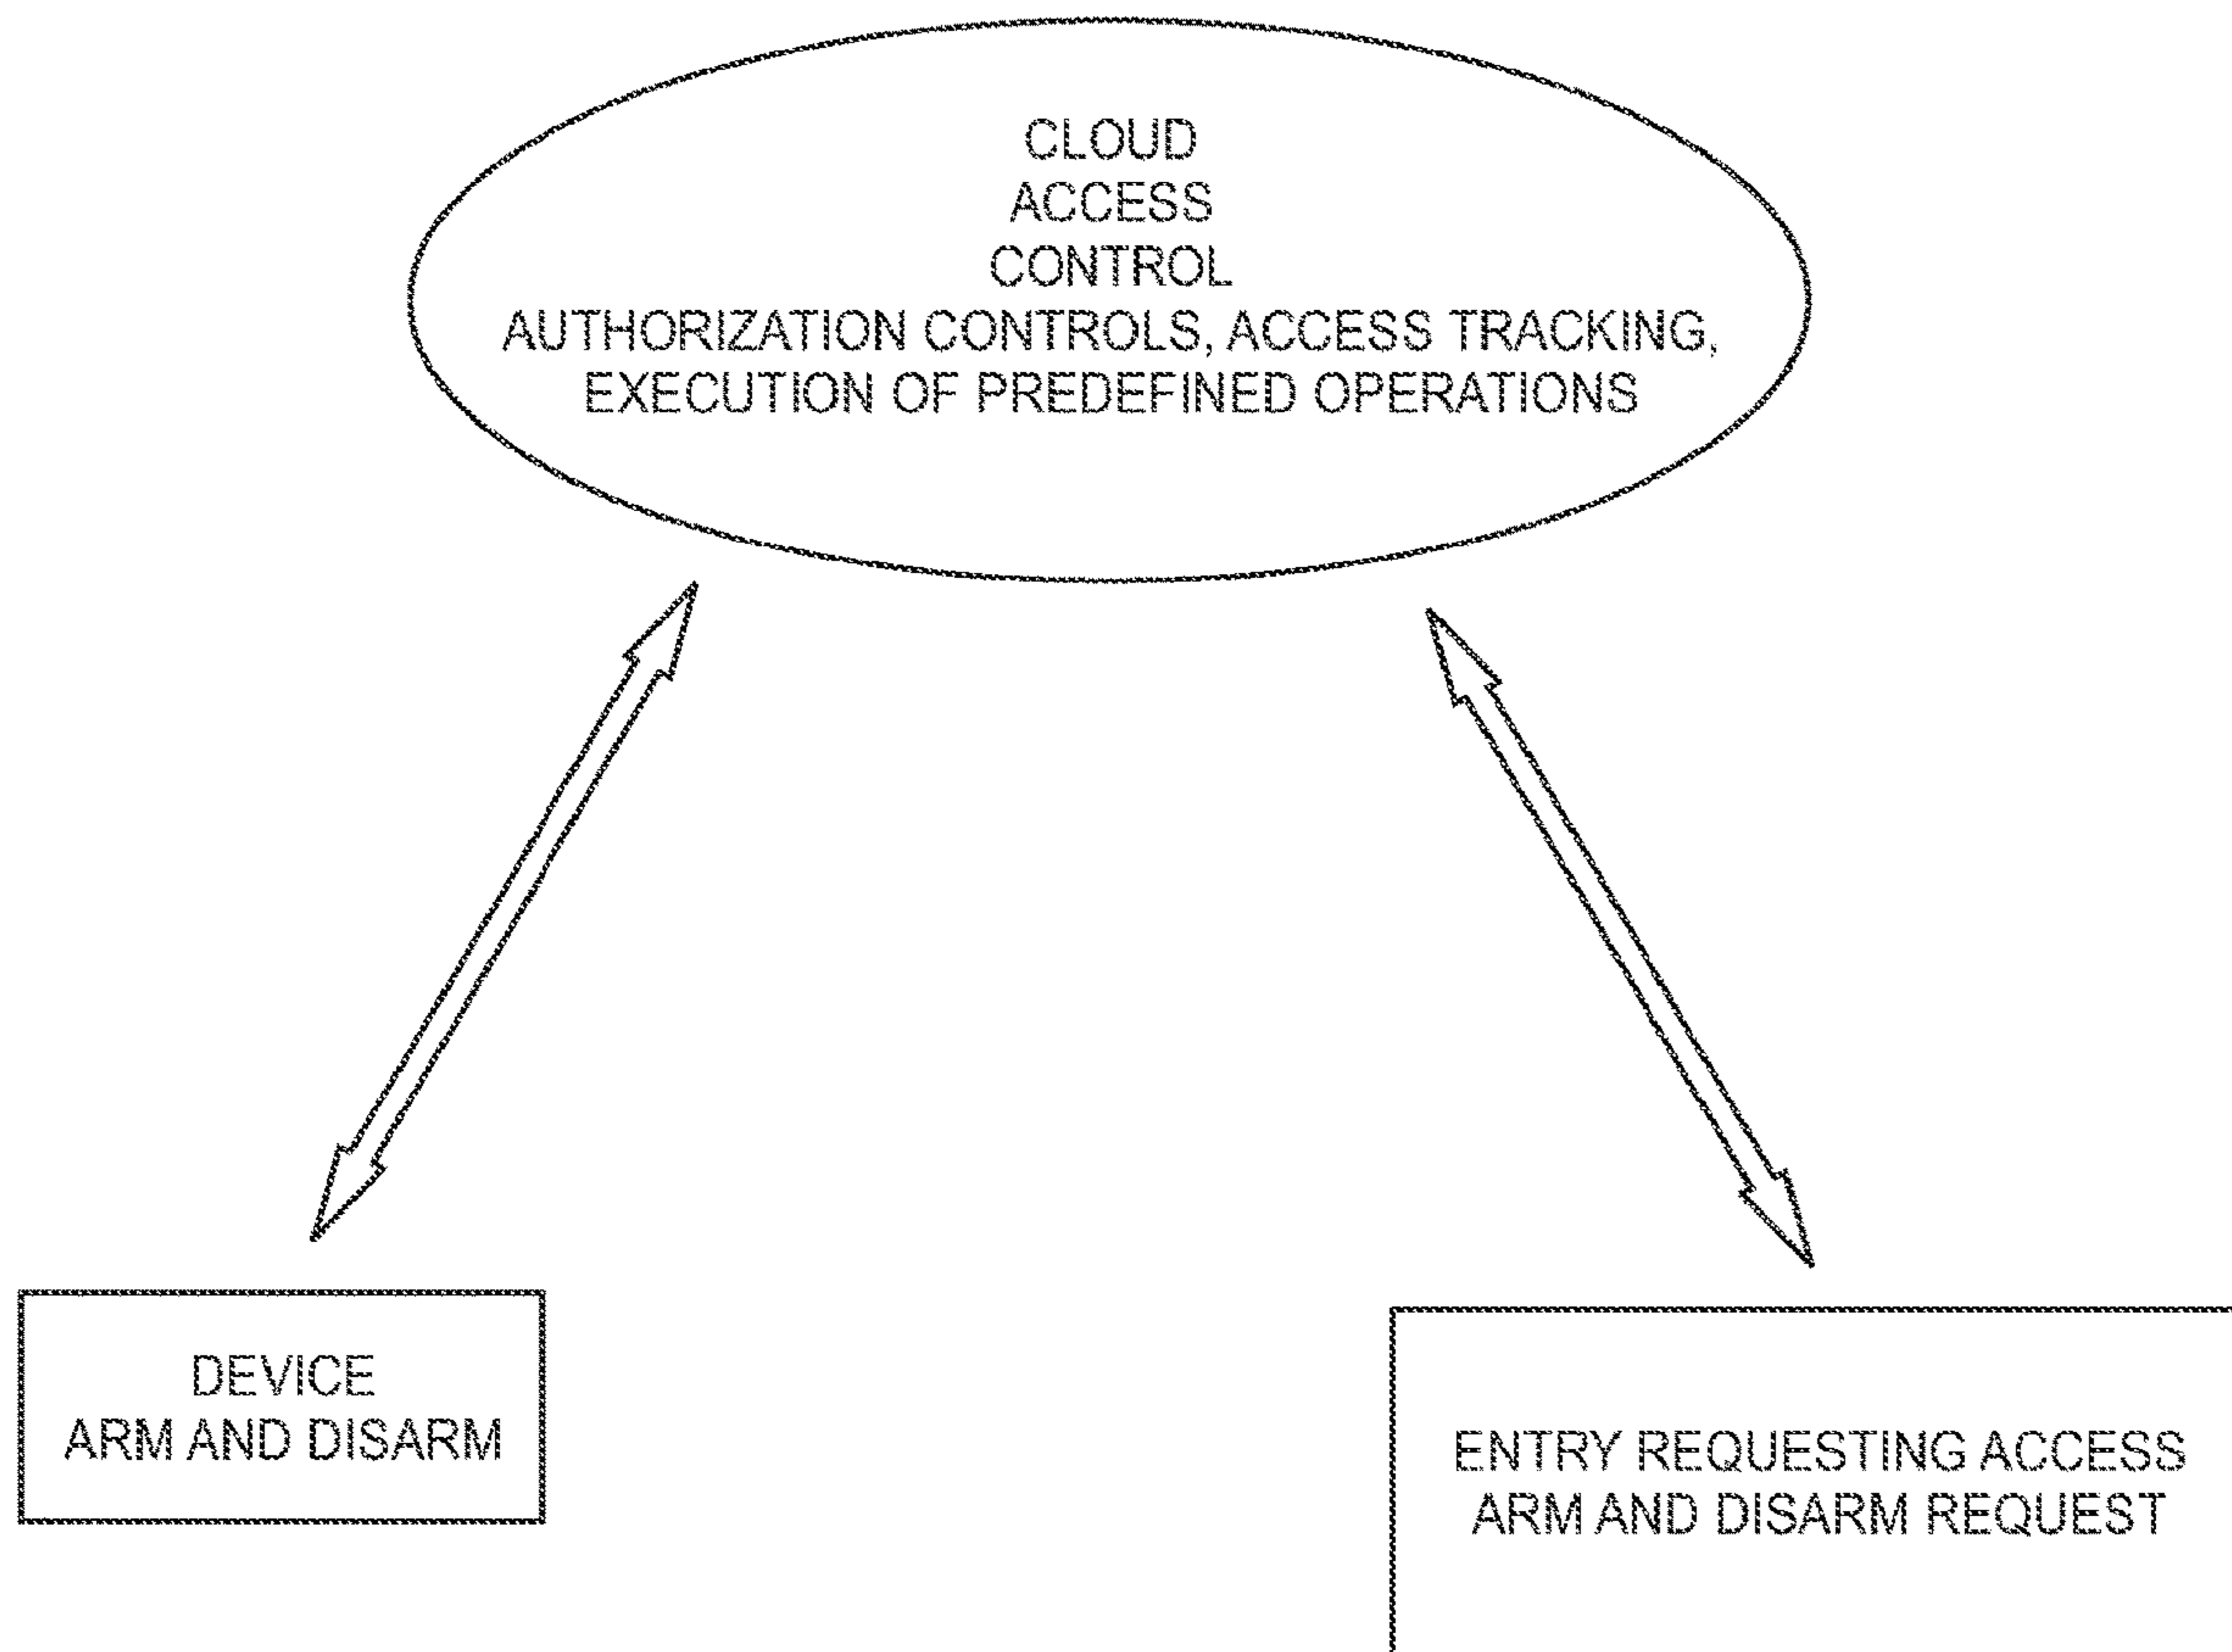 CLOUD
ACCESS
CONTROL
AUTHORIZATION CONTROLS, ACCESS TRACKING,
EXECUTION OF PREDEFINED OPERATIONS
DEVICE
ARM AND DISARM
ENTRY REQUESTING ACCESS
ARM AND DISARM REQUEST